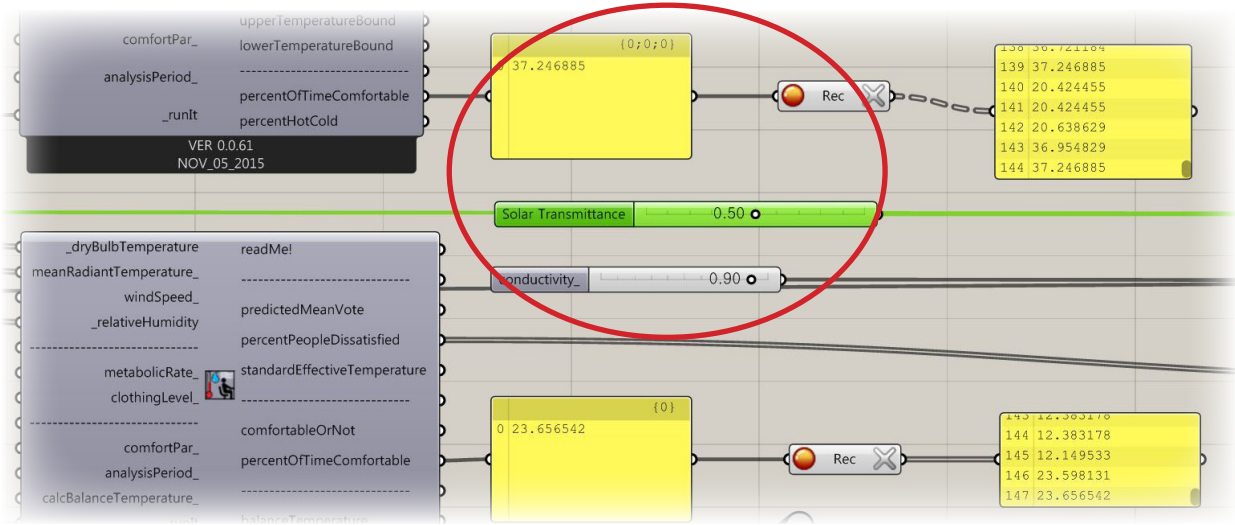 upperTemperatureBound
comfortPar_
lowerTemperatureBound
analysisPeriod_
percentOfTimeComfortable
_runIt
percentHotCold
VER 0.0.61
NOV_05_2015
{0;0;0}
0 37.246885
Rec
138 36.721184
139 37.246885
140 20.424455
141 20.424455
142 20.638629
143 36.954829
144 37.246885
Solar Transmittance 0.50
conductivity_ 0.90
_dryBulbTemperature
readMe!
meanRadiantTemperature_
windSpeed_
predictedMeanVote
_relativeHumidity
percentPeopleDissatisfied
metabolicRate_
standardEffectiveTemperature
clothingLevel_
comfortableOrNot
comfortPar_
percentOfTimeComfortable
analysisPeriod_
calcBalanceTemperature_
balanceTemperature
{0}
0 23.656542
Rec
143 12.383178
144 12.383178
145 12.149533
146 23.598131
147 23.656542